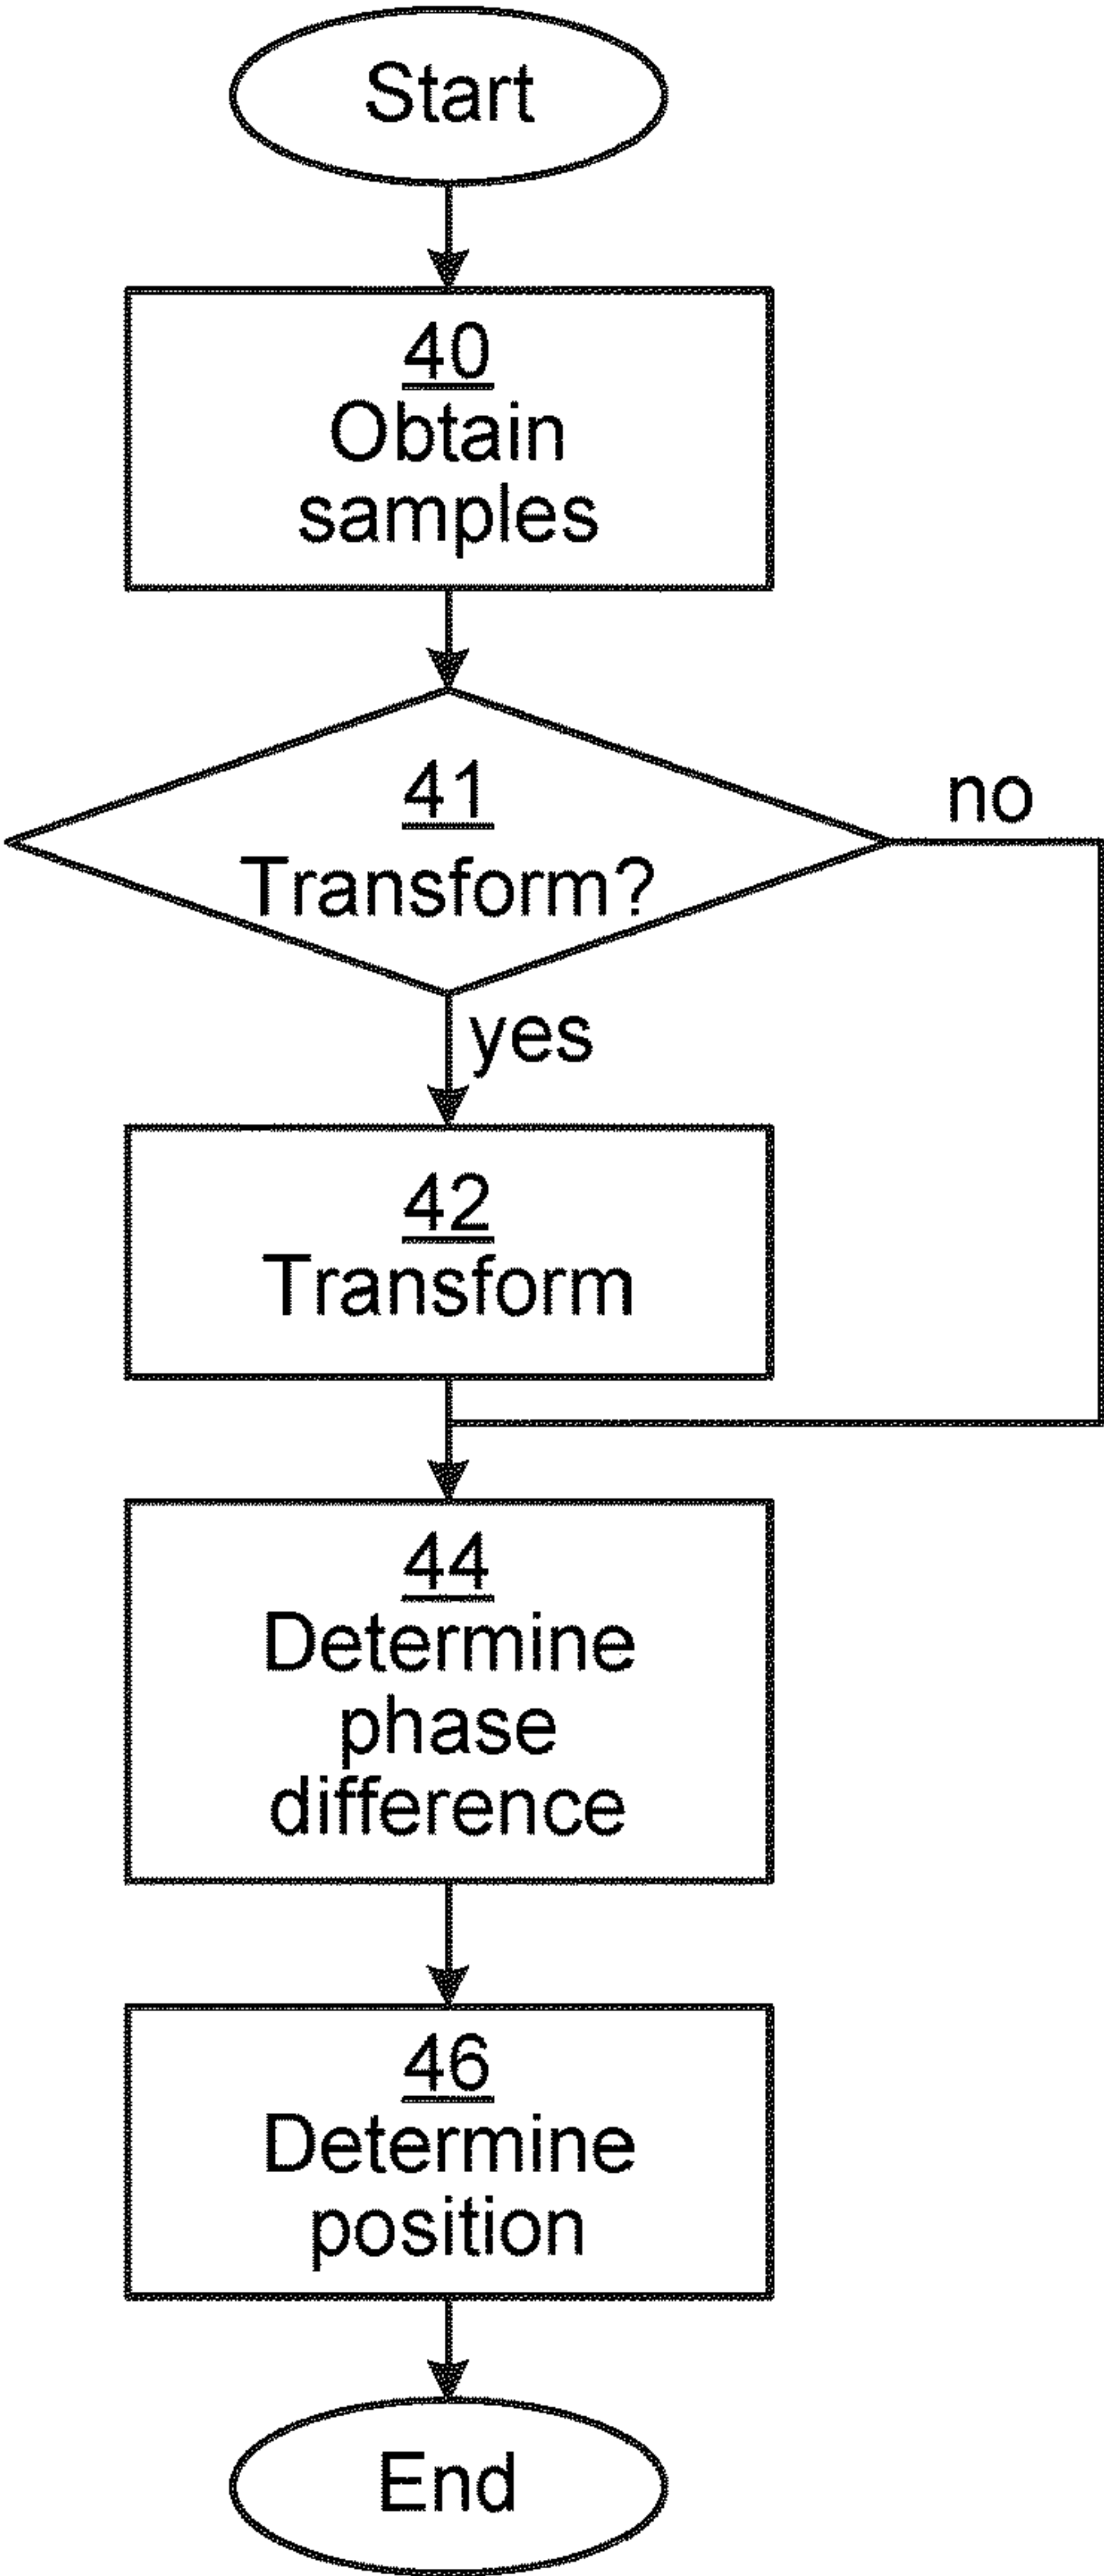 Start
40
Obtain
samples
41
no
Transform?
yes
42
Transform
44
Determine
phase
difference
46
Determine
position
End